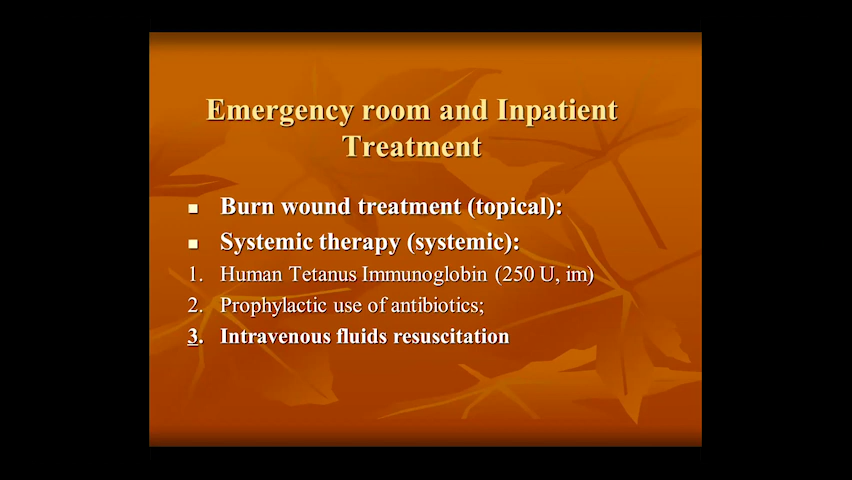 Emergency room and Inpatient
Treatment
Burn wound treatment (topical):
Systemic therapy (systemic):
1. Human Tetanus Immunoglobin (250 U, im)
2. Prophylactic use of antibiotics;
3. Intravenous fluids resuscitation